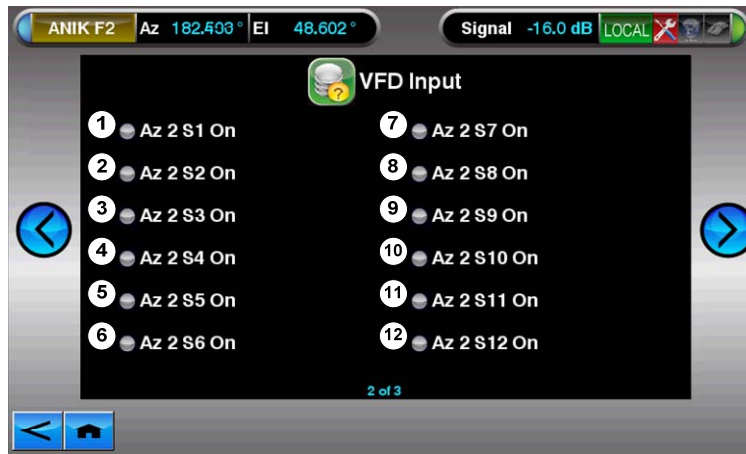 ANIK F2 Az 182.503° El 48.602° Signal -16.0 dB LOCAL
VFD Input
1 Az 2 S1 On
2 Az 2 S2 On
3 Az 2 S3 On
4 Az 2 S4 On
5 Az 2 S5 On
6 Az 2 S6 On
7 Az 2 S7 On
8 Az 2 S8 On
9 Az 2 S9 On
10 Az 2 S10 On
11 Az 2 S11 On
12 Az 2 S12 On
2 of 3